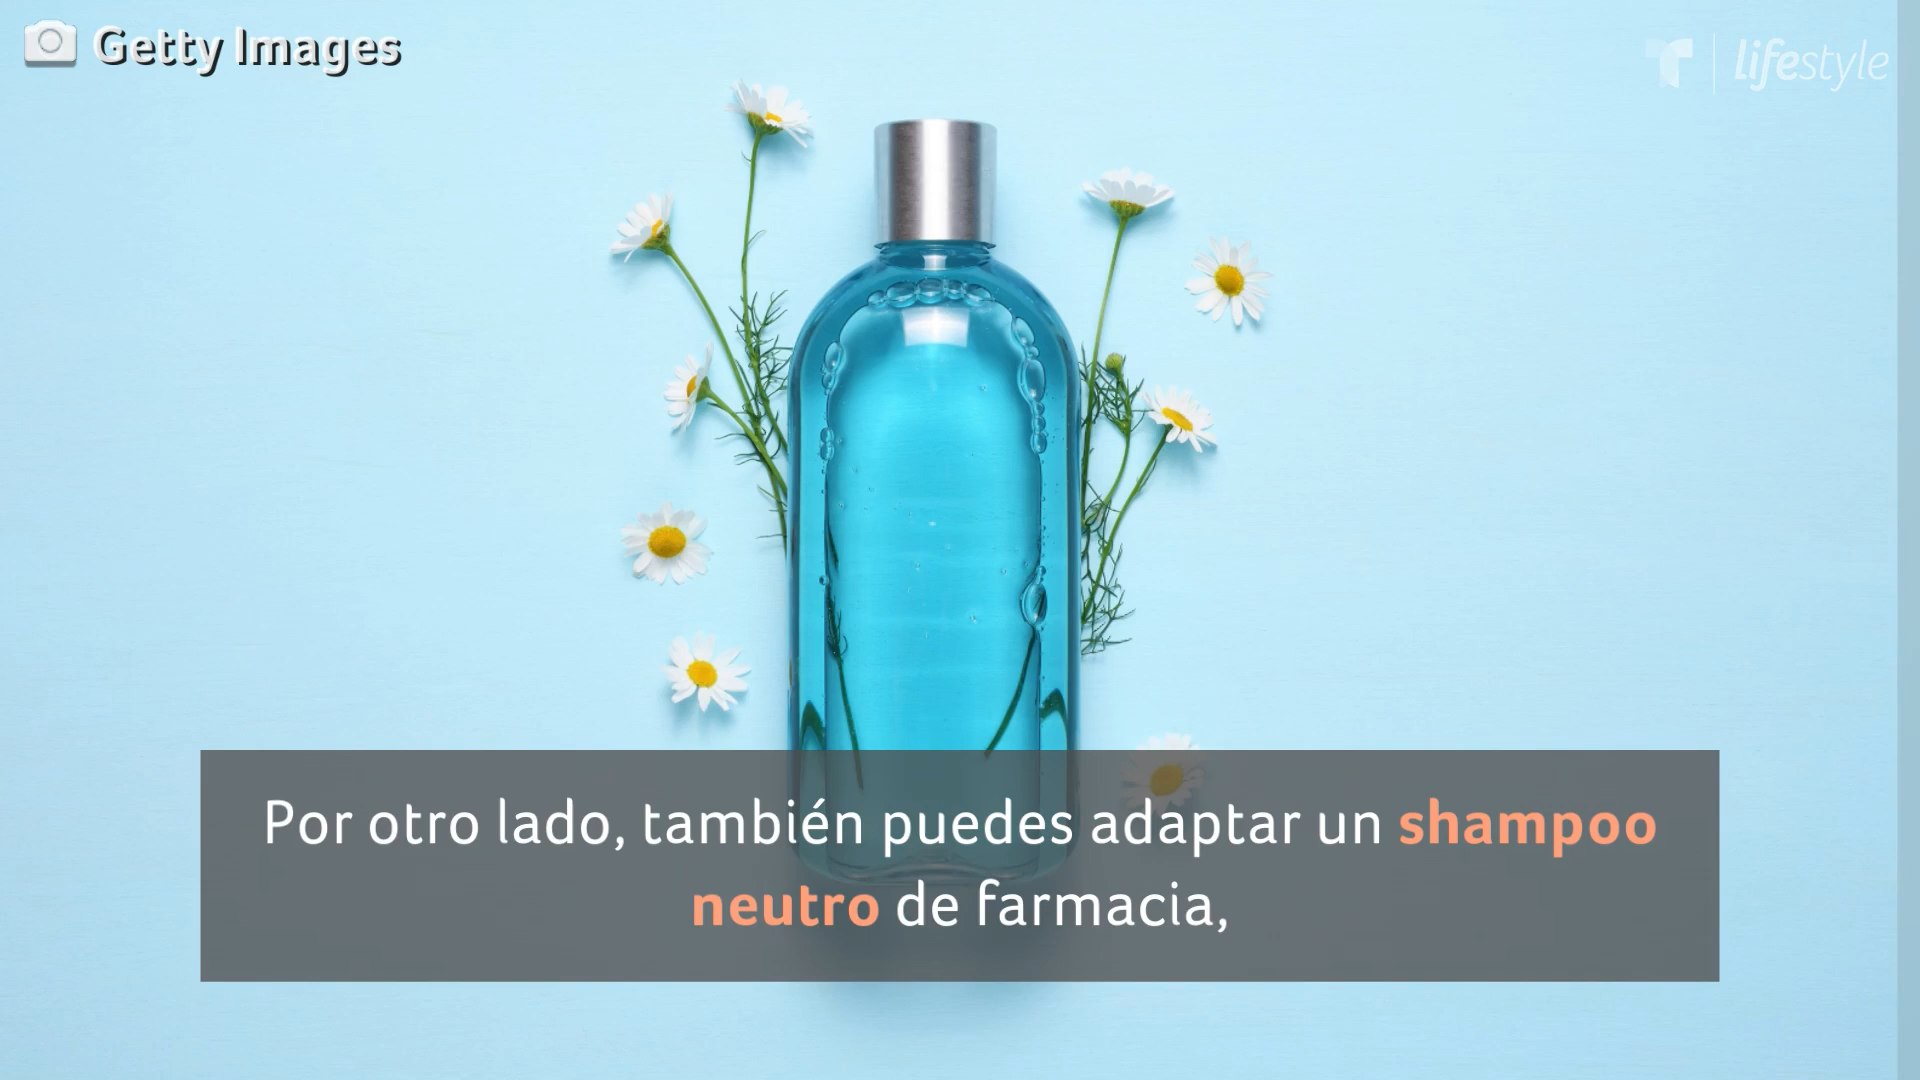 Getty Images
lifestyle
Por otro lado, también puedes adaptar un shampoo
neutro de farmacia,